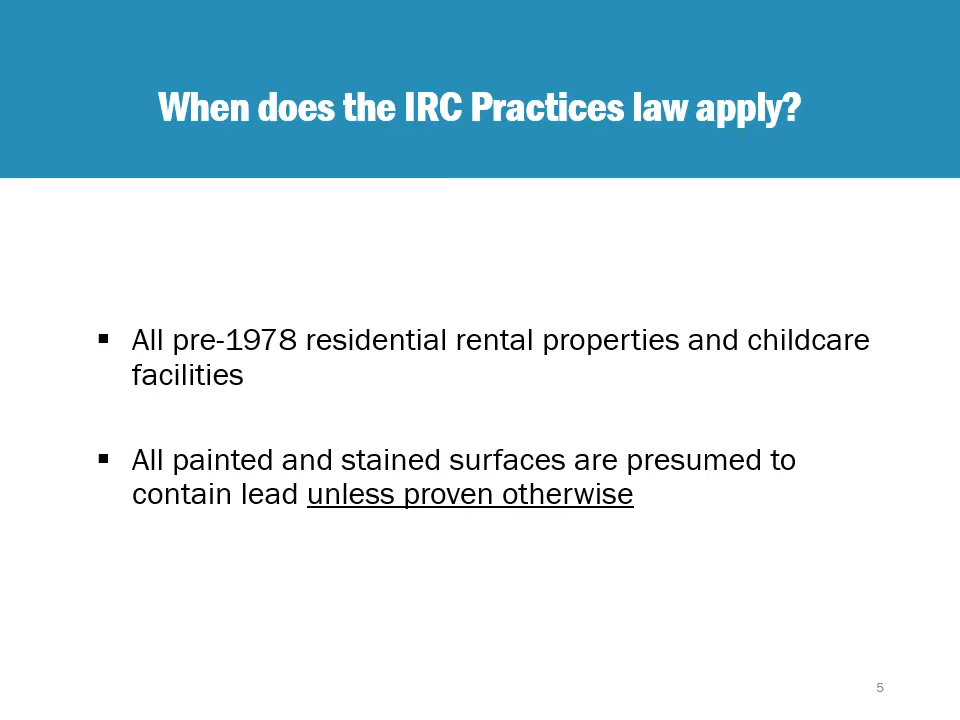 When does the IRC Practices law apply?
▪ All pre-1978 residential rental properties and childcare
facilities
▪ All painted and stained surfaces are presumed to
contain lead unless proven otherwise
5